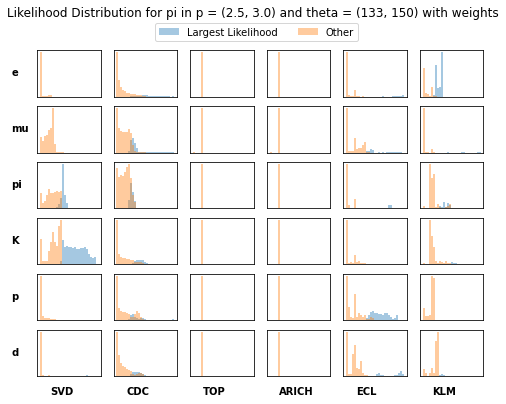 Likelihood Distribution for pi in p = (2.5, 3.0) and theta = (133, 150) with weights
Largest Likelihood Other
e
mu
pi
K
p
d
SVD CDC TOP ARICH ECL KLM